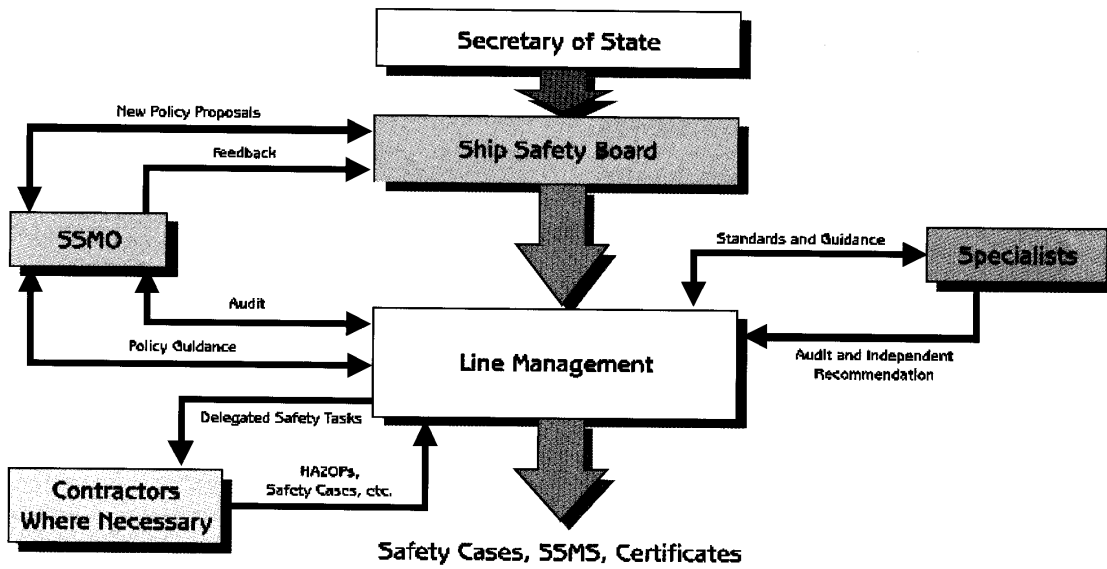 Secretary of State
New Policy Proposals
Ship Safety Board
Feedback
SSMO
Standards and Guidance
Specialists
Audit
Policy Guidance
Line Management
Audit and Independent
Recommendation
Delegated Safety Tasks
HAZOPs,
Safety Cases, etc.
Contractors
Where Necessary
Safety Cases, SSMS, Certificates